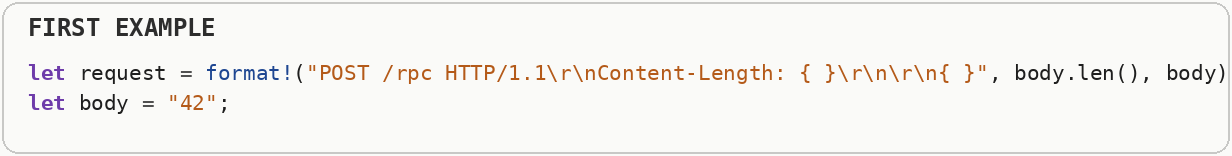 FIRST EXAMPLE
let request = format!("POST /rpc HTTP/1.1\r\nContent-Length: { }\r\n\r\n{ }", body.len(), body)
let body = "42";